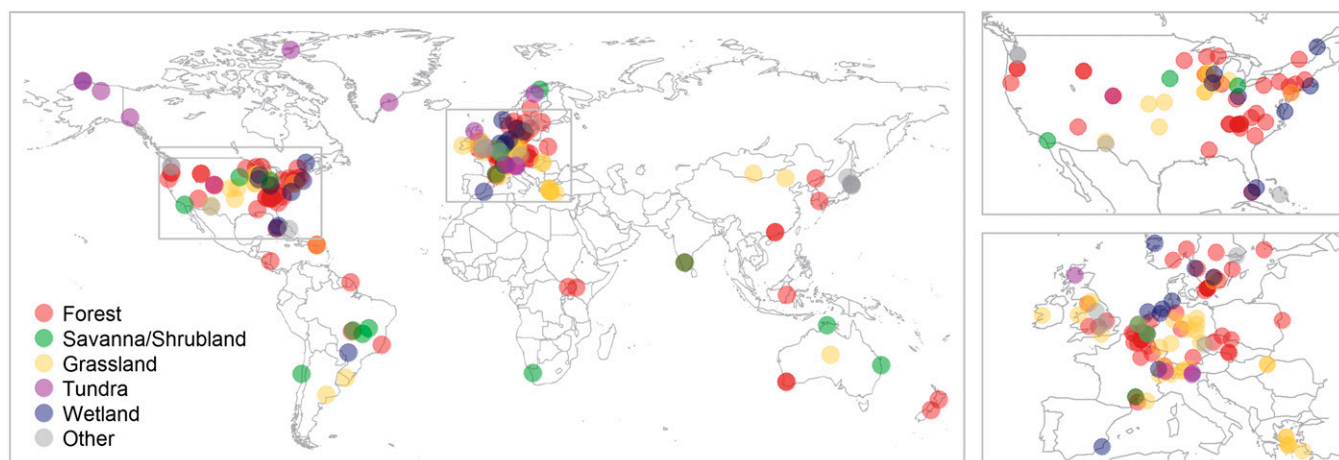 Forest
Savanna/Shrubland
Grassland
Tundra
Wetland
Other